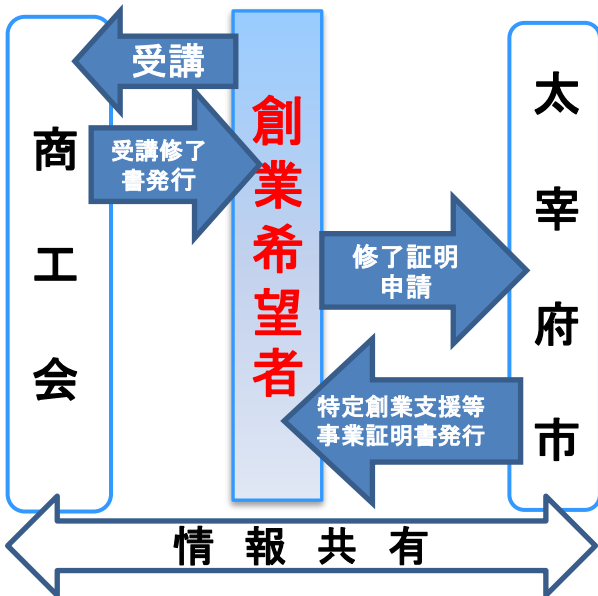 商工会
受講
受講修了
書発行
創業希望者
修了証明
申請
特定創業支援等
事業証明書発行
太宰府市
情報共有